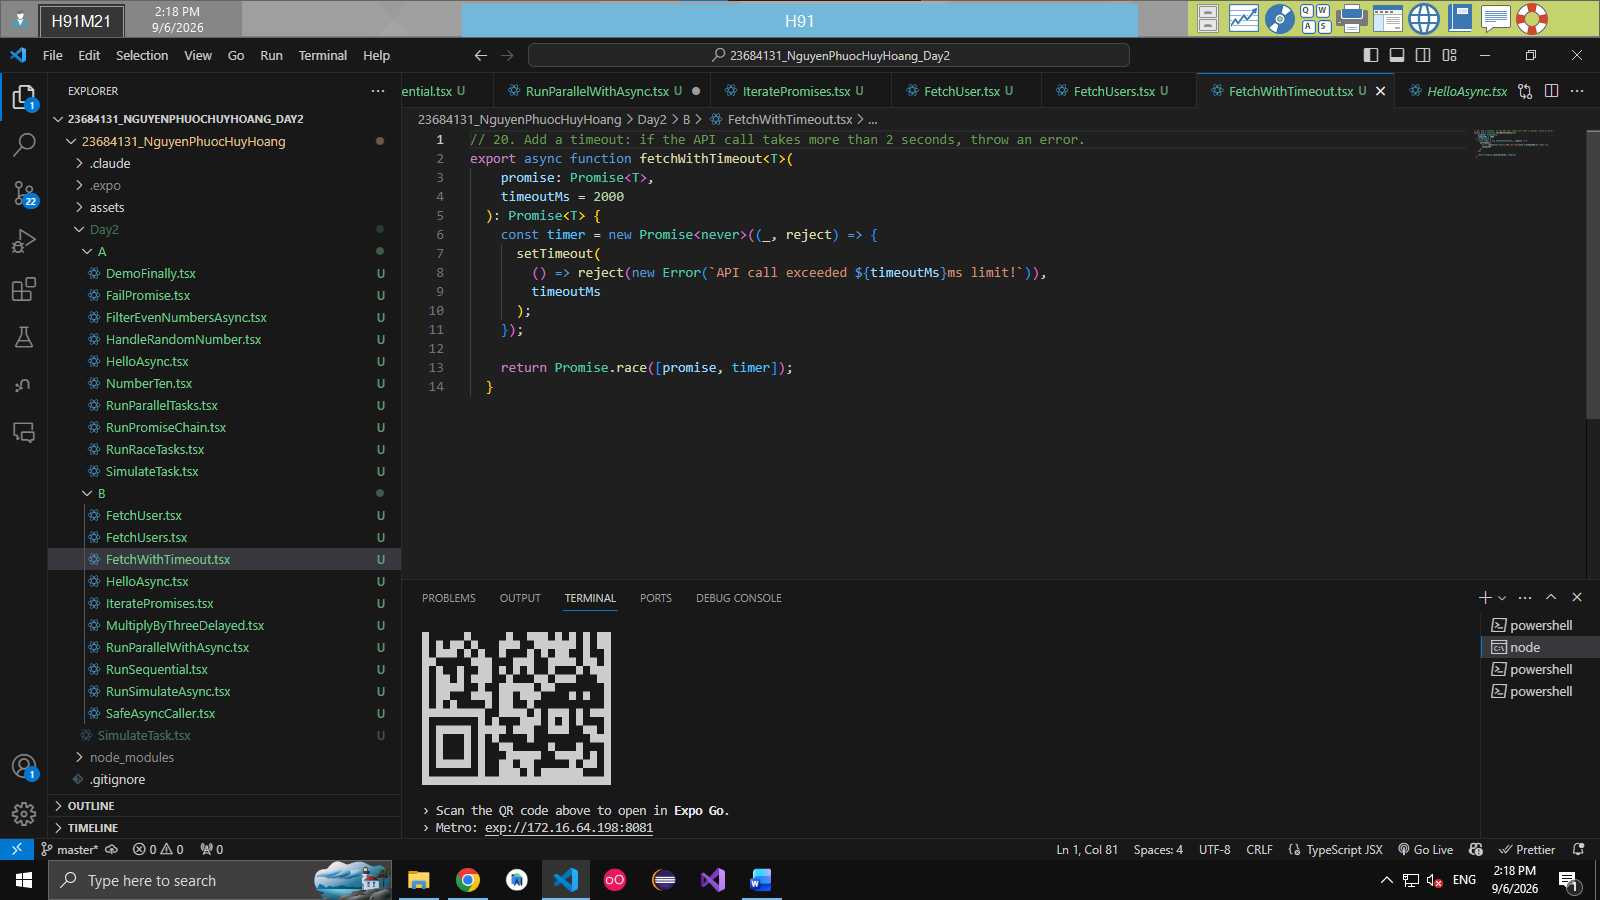 H91M21
2:18 PM
9/6/2026
H91
Q W
A S
File Edit Selection View Go Run Terminal Help
23684131_NguyenPhuocHuyHoang_Day2
EXPLORER
ential.tsx U
RunParallelWithAsync.tsx U
IteratePromises.tsx U
FetchUser.tsx U
FetchUsers.tsx U
FetchWithTimeout.tsx U
HelloAsync.tsx
23684131_NguyenPhuocHuyHoang > Day2 > B > FetchWithTimeout.tsx > ...
1
22
23684131_NGUYENPHUOCHUYHOANG_DAY2
23684131_NguyenPhuocHuyHoang
.claude
.expo
assets
Day2
A
DemoFinally.tsx U
FailPromise.tsx U
FilterEvenNumbersAsync.tsx U
HandleRandomNumber.tsx U
HelloAsync.tsx U
NumberTen.tsx U
RunParallelTasks.tsx U
RunPromiseChain.tsx U
RunRaceTasks.tsx U
SimulateTask.tsx U
B
FetchUser.tsx U
FetchUsers.tsx U
FetchWithTimeout.tsx U
HelloAsync.tsx U
IteratePromises.tsx U
MultiplyByThreeDelayed.tsx U
RunParallelWithAsync.tsx U
RunSequential.tsx U
RunSimulateAsync.tsx U
SafeAsyncCaller.tsx U
SimulateTask.tsx U
node_modules
.gitignore
OUTLINE
TIMELINE
1
1 // 20. Add a timeout: if the API call takes more than 2 seconds, throw an error.
2 export async function fetchWithTimeout<T>(
3 promise: Promise<T>,
4 timeoutMs = 2000
5 ): Promise<T> {
6 const timer = new Promise<never>((_, reject) => {
7 setTimeout(
8 () => reject(new Error(`API call exceeded ${timeoutMs}ms limit!`)),
9 timeoutMs
10 );
11 });
12
13 return Promise.race([promise, timer]);
14 }
PROBLEMS OUTPUT TERMINAL PORTS DEBUG CONSOLE
powershell
node
powershell
powershell
› Scan the QR code above to open in Expo Go.
› Metro: exp://172.16.64.198:8081
master* 0 0 0
Ln 1, Col 81 Spaces: 4 UTF-8 CRLF TypeScript JSX Go Live Prettier
Type here to search
ENG
2:18 PM
9/6/2026
1